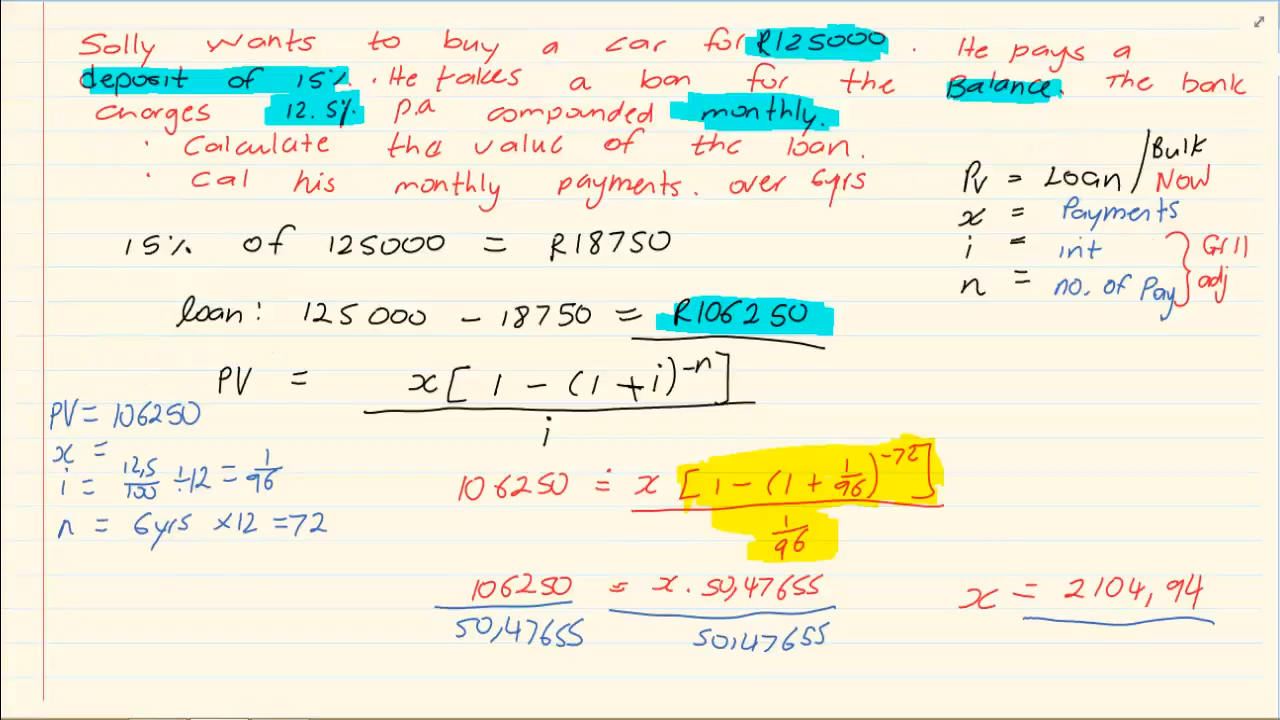 Solly wants to buy a car for R125000. He pays a
deposit of 15%. He takes a loan for the Balance. The bank
charges 12.5% p.a compounded monthly.
· Calculate the value of the loan.
· Cal his monthly payments. over 6yrs
Pv = Loan / Bulk Now
x = Payments
i = int
n = no. of Pay
Gr 11 adj
15% of 125000 = R18750
loan: 125 000 - 18750 = R106250
PV = x[1 - (1 + i)^-n] / i
PV = 106250
x =
i = 12,5/100 ÷ 12 = 1/96
n = 6yrs × 12 = 72
106250 = x[1 - (1 + 1/96)^-72] / 1/96
106250 / 50,47655 = x . 50,47655 / 50,47655
x = 2104,94